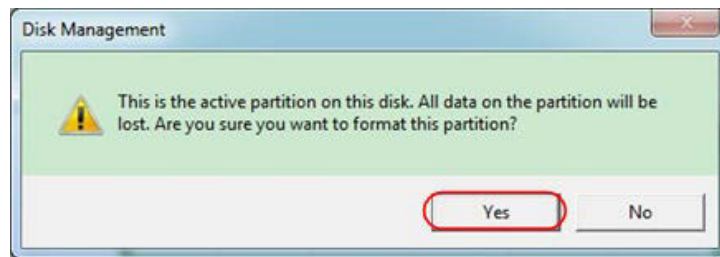 Disk Management
This is the active partition on this disk. All data on the partition will be
lost. Are you sure you want to format this partition?
Yes No